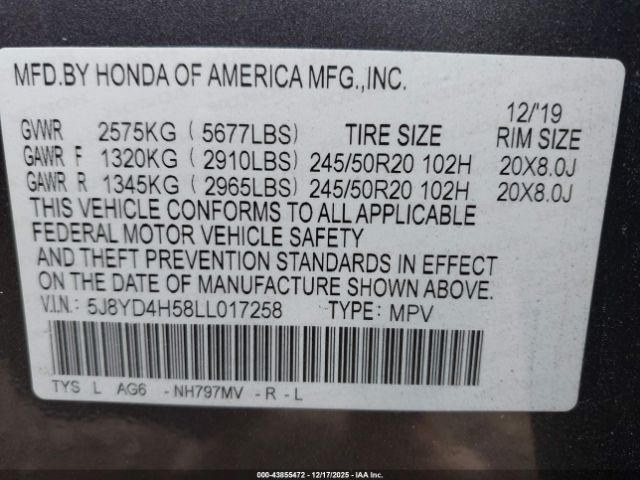 MFD.BY HONDA OF AMERICA MFG.,INC.
12/'19
GVWR 2575KG ( 5677LBS) TIRE SIZE RIM SIZE
GAWR F 1320KG ( 2910LBS) 245/50R20 102H 20X8.0J
GAWR R 1345KG ( 2965LBS) 245/50R20 102H 20X8.0J
THIS VEHICLE CONFORMS TO ALL APPLICABLE
FEDERAL MOTOR VEHICLE SAFETY
AND THEFT PREVENTION STANDARDS IN EFFECT
ON THE DATE OF MANUFACTURE SHOWN ABOVE.
V.I.N.: 5J8YD4H58LL017258 TYPE: MPV
TYS L AG6 -NH797MV -R-L
000-43855472 - 12/17/2025 - IAA Inc.